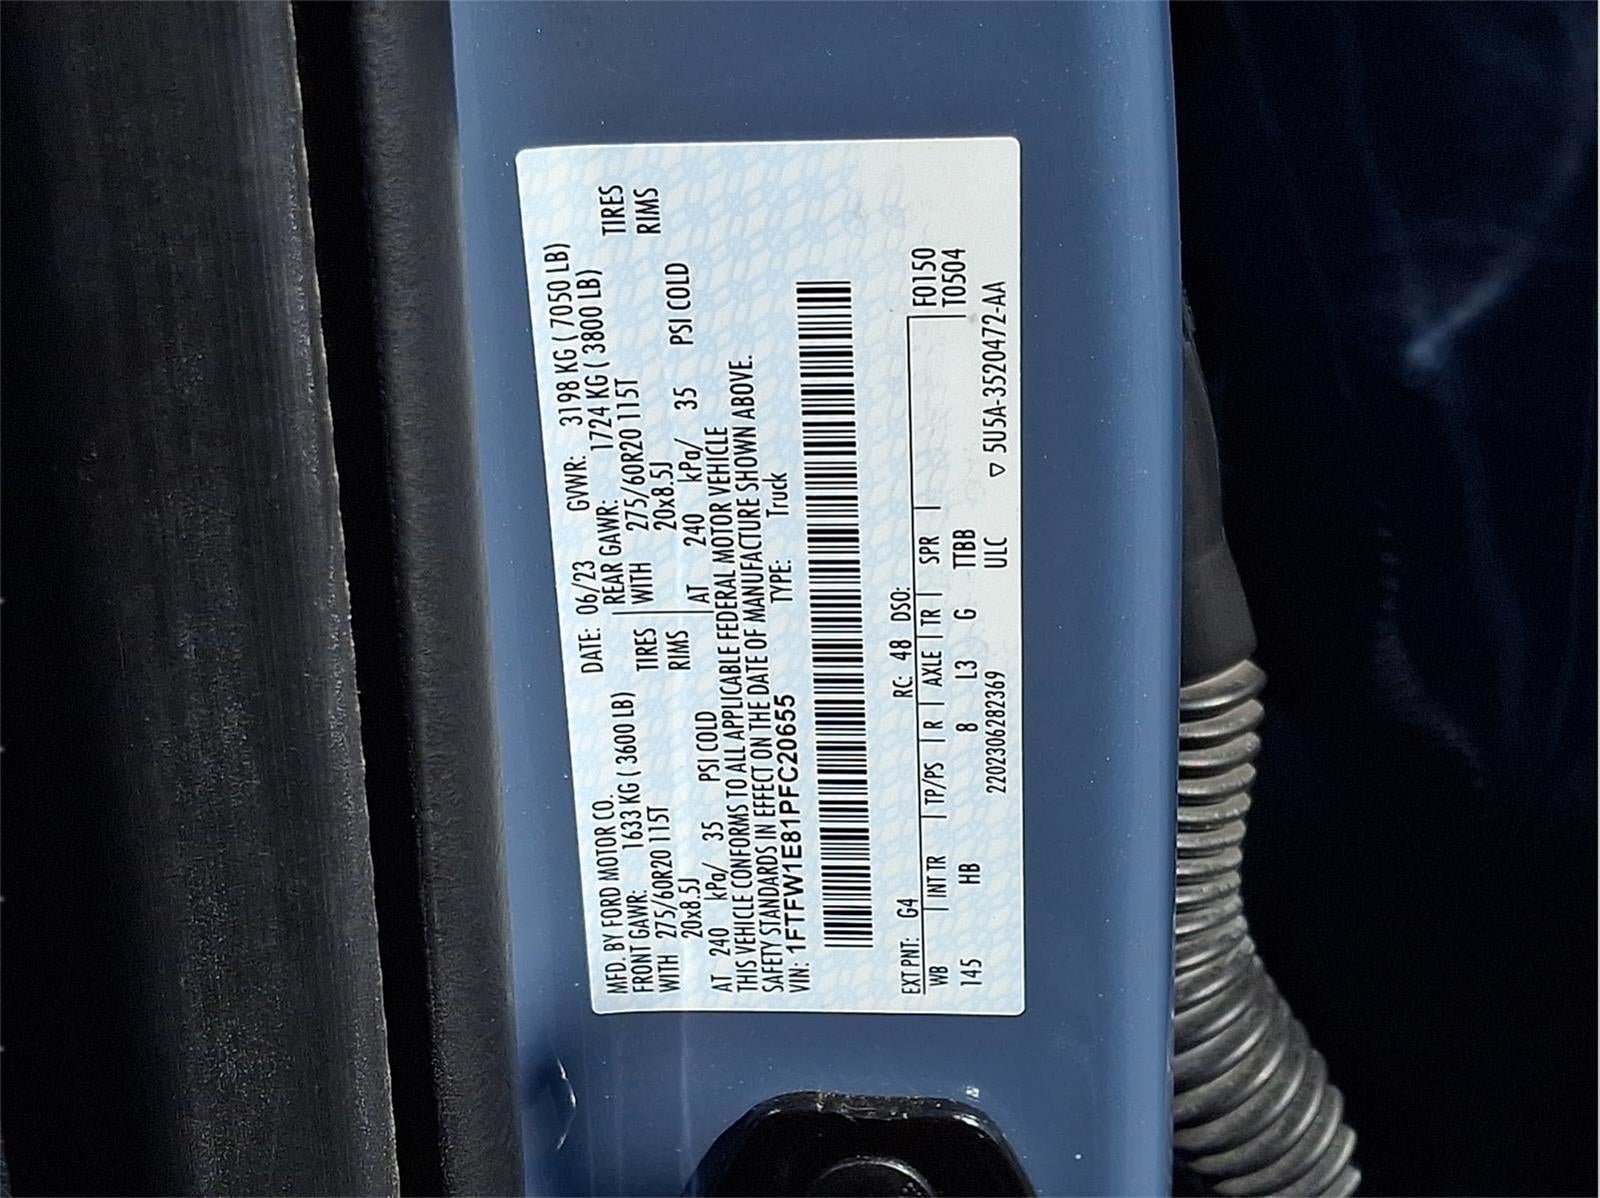 MFD. BY FORD MOTOR CO. DATE: 06/23 GVWR: 3198 KG ( 7050 LB)
FRONT GAWR: 1633 KG ( 3600 LB) REAR GAWR: 1724 KG ( 3800 LB)
WITH 275/60R20 115T TIRES WITH 275/60R20 115T TIRES
20x8.5J RIMS 20x8.5J RIMS
AT 240 kPa/ 35 PSI COLD AT 240 kPa/ 35 PSI COLD
THIS VEHICLE CONFORMS TO ALL APPLICABLE FEDERAL MOTOR VEHICLE
SAFETY STANDARDS IN EFFECT ON THE DATE OF MANUFACTURE SHOWN ABOVE.
VIN: 1FTFW1E81PFC20655 TYPE: Truck
EXT PNT: G4 RC: 48 DSO:
WB INT TR TP/PS R AXLE TR SPR F0150
145 HB 8 L3 G TTBB T0504
2202306282369 ULC ▽ 5U5A-3520472-AA